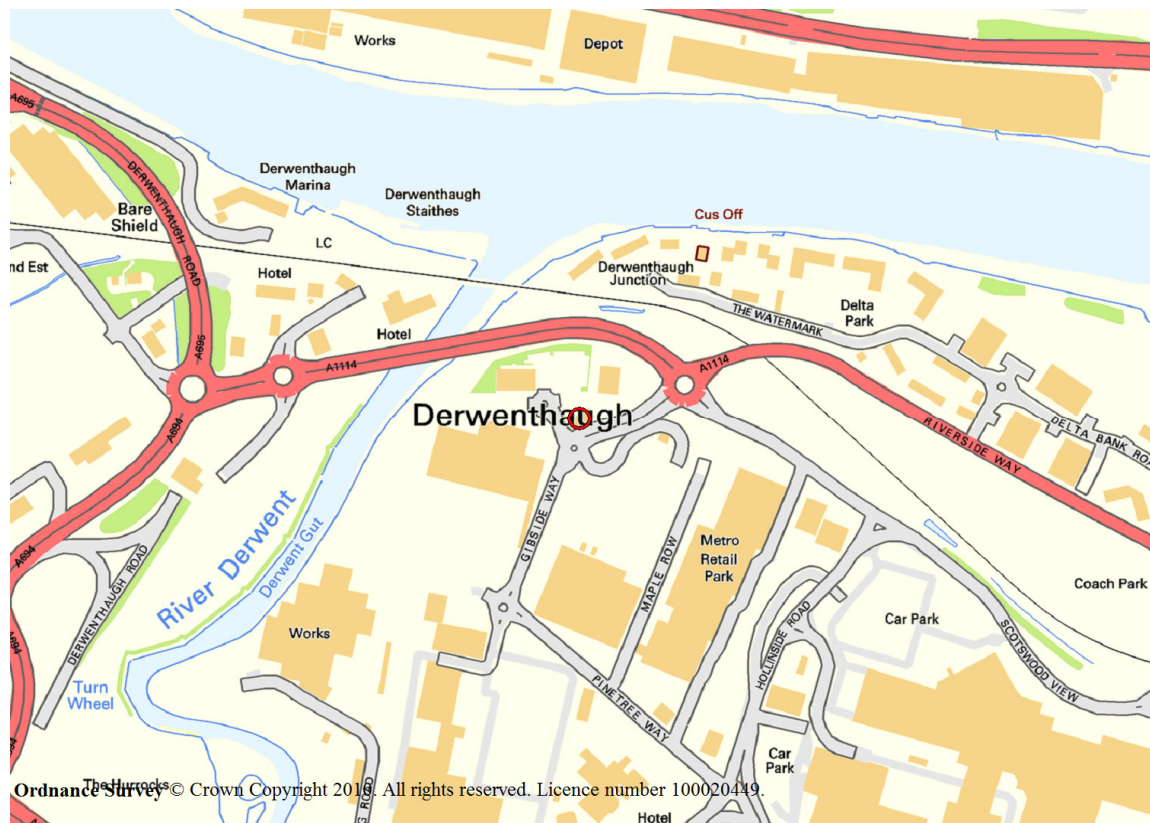 Works
Depot
A695
DERWENTHAUGH ROAD
Derwenthaugh
Marina
Derwenthaugh
Staithes
Bare
Shield
Cus Off
LC
nd Est
Hotel
Derwenthaugh
Junction
Delta
Park
THE WATERMARK
Hotel
A695
A1114
A1114
Derwenthaugh
A694
RIVERSIDE WAY
DELTA BANK ROA
GIBSIDE WAY
River Derwent
Derwent Gut
Metro
Retail
Park
MAPLE ROW
A694
DERWENTHAUGH ROAD
Coach Park
Car Park
HOLLINSIDE ROAD
SCOTSWOOD VIEW
Works
A694
Turn
Wheel
PINETREE WAY
Car
Park
The Hurrocks
G ROAD
Ordnance Survey © Crown Copyright 2018. All rights reserved. Licence number 100020449.
Hotel